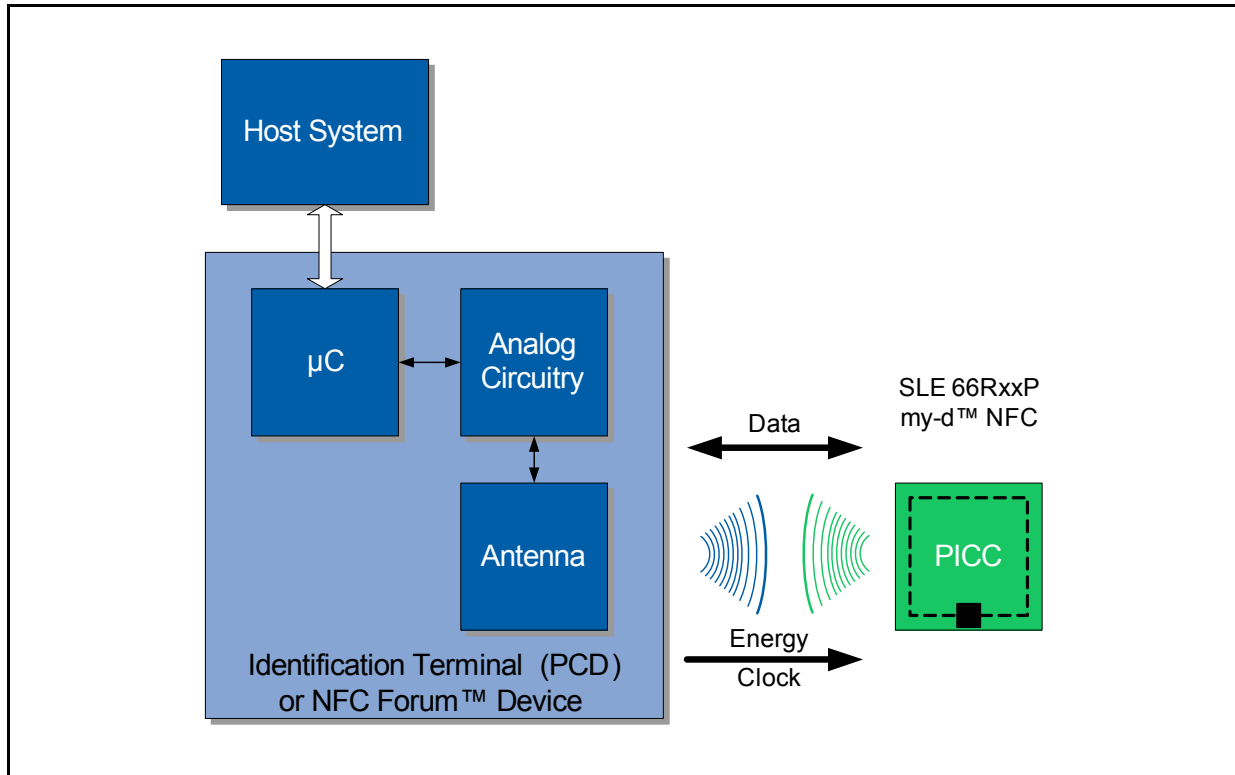 Host System
µC
Analog
Circuitry
Antenna
Identification Terminal (PCD)
or NFC Forum™ Device
Data
Energy
Clock
SLE 66RxxP
my-d™ NFC
PICC